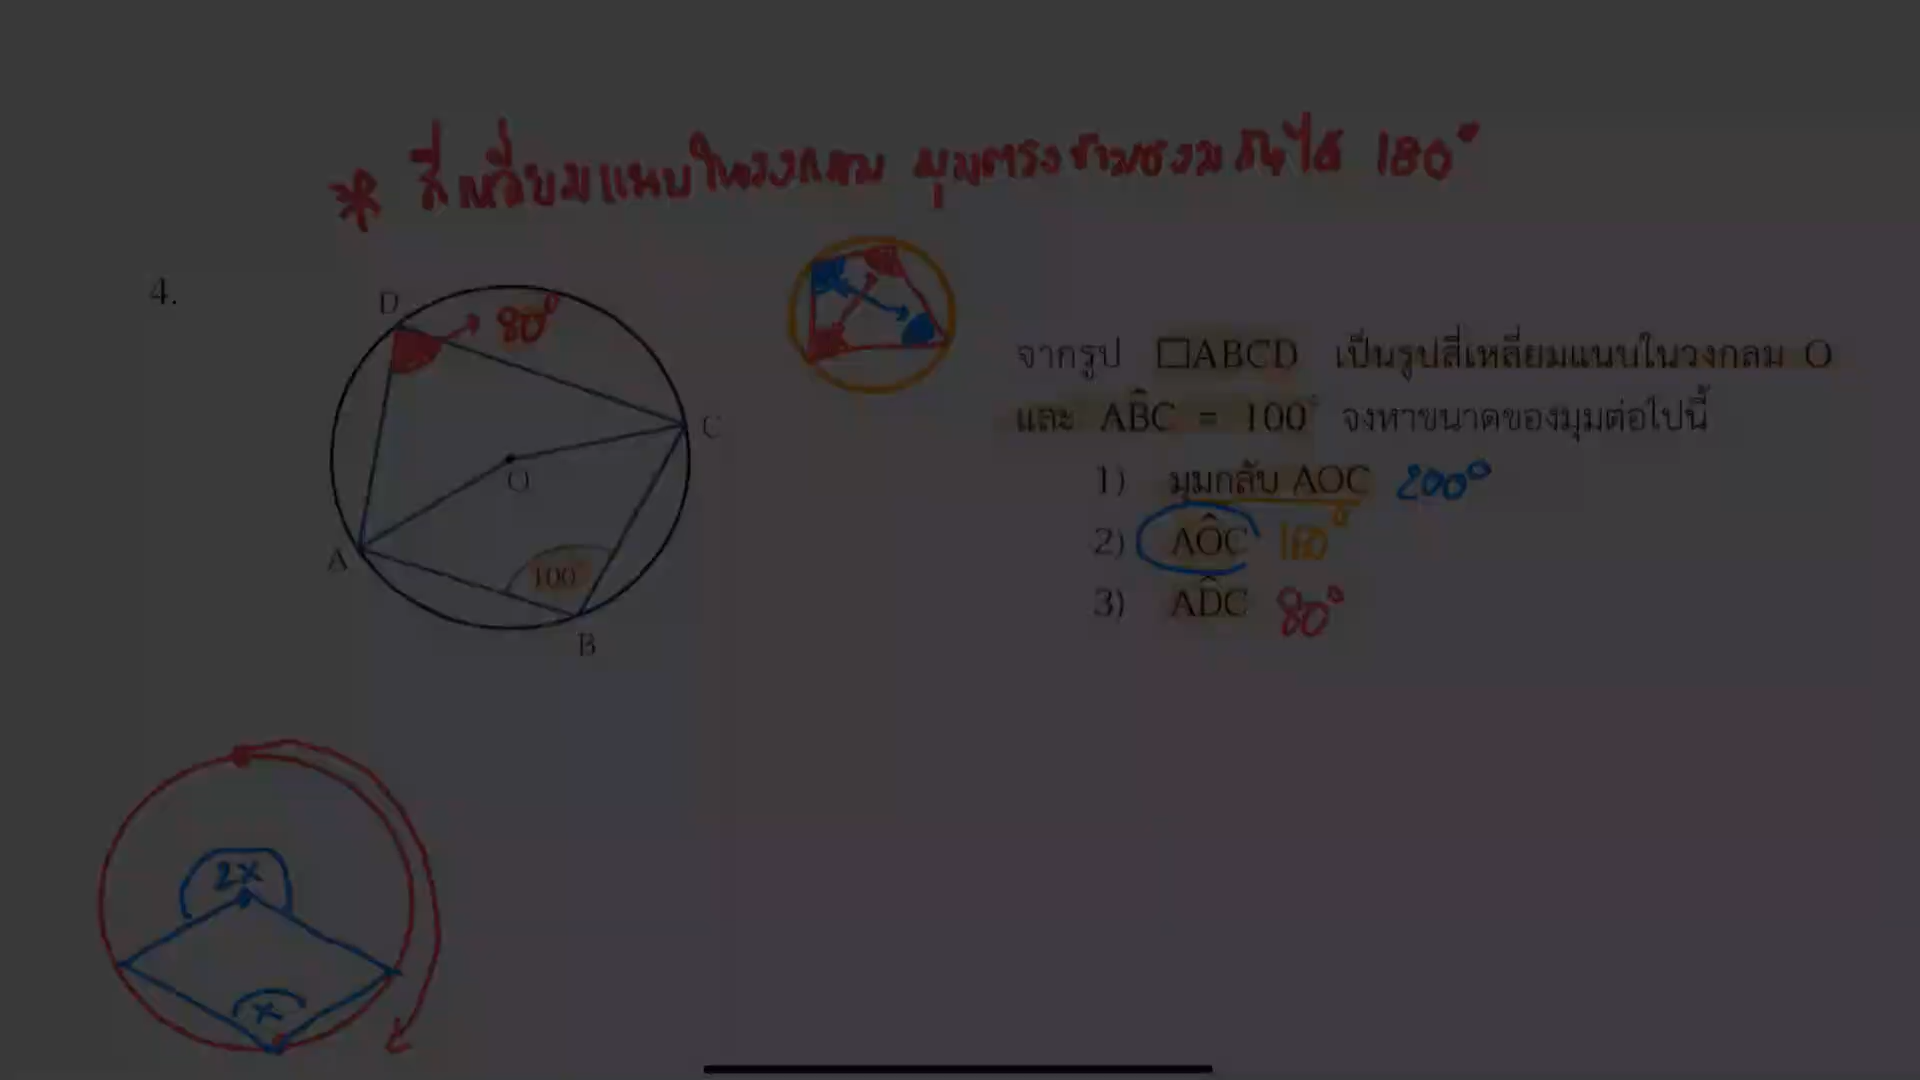 * สี่เหลี่ยมแนบในวงกลม มุมตรงข้ามรวมกันได้ 180°
4.
D
80°
C
O
A
100°
B
จากรูป □ABCD เป็นรูปสี่เหลี่ยมแนบในวงกลม O
และ AB̂C = 100° จงหาขนาดของมุมต่อไปนี้
1) มุมกลับ AOC 200°
2) AÔC 160°
3) AD̂C 80°
2x
x